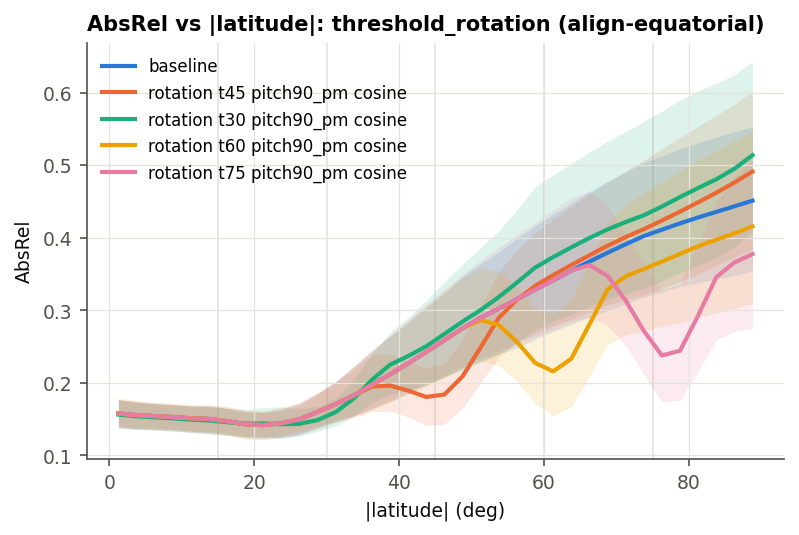 AbsRel vs |latitude|: threshold_rotation (align-equatorial)
baseline
rotation t45 pitch90_pm cosine
rotation t30 pitch90_pm cosine
rotation t60 pitch90_pm cosine
rotation t75 pitch90_pm cosine
AbsRel
0.6
0.5
0.4
0.3
0.2
0.1
0 20 40 60 80
|latitude| (deg)